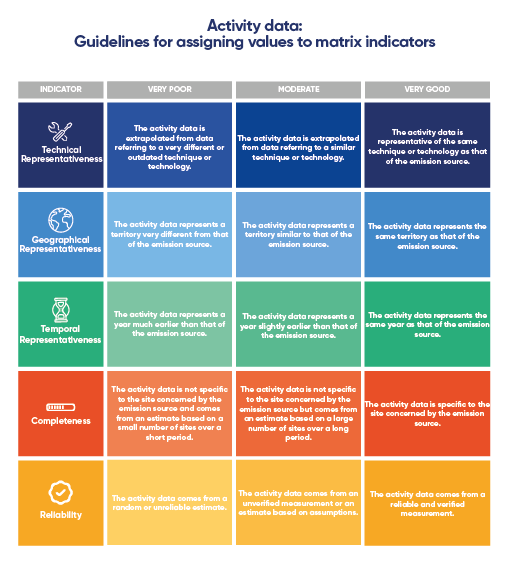 Activity data:
Guidelines for assigning values to matrix indicators
INDICATOR
VERY POOR
MODERATE
VERY GOOD
Technical
Representativeness
The activity data is
extrapolated from data
referring to a very different or
outdated technique or
technology.
The activity data is extrapolated
from data referring to a similar
technique or technology.
The activity data is
representative of the same
technique or technology as that
of the emission source.
Geographical
Representativeness
The activity data represents a
territory very different from that
of the emission source.
The activity data represents a
territory similar to that of the
emission source.
The activity data represents the
same territory as that of the
emission source.
Temporal
Representativeness
The activity data represents a
year much earlier than that of
the emission source.
The activity data represents a
year slightly earlier than that of
the emission source.
The activity data represents the
same year as that of the emission
source.
Completeness
The activity data is not specific
to the site concerned by the
emission source and comes
from an estimate based on a
small number of sites over a
short period.
The activity data is not specific
to the site concerned by the
emission source but comes from
an estimate based on a large
number of sites over a long
period.
The activity data is specific to the
site concerned by the emission
source.
Reliability
The activity data comes from a
random or unreliable estimate.
The activity data comes from an
unverified measurement or an
estimate based on assumptions.
The activity data comes from a
reliable and verified
measurement.